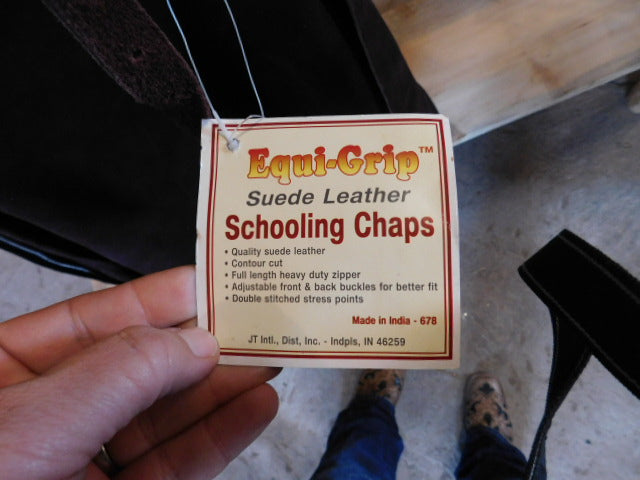 Equi-Grip™
Suede Leather
Schooling Chaps
• Quality suede leather
• Contour cut
• Full length heavy duty zipper
• Adjustable front & back buckles for better fit
• Double stitched stress points
Made in India - 678
JT Intl., Dist, Inc. - Indpls, IN 46259